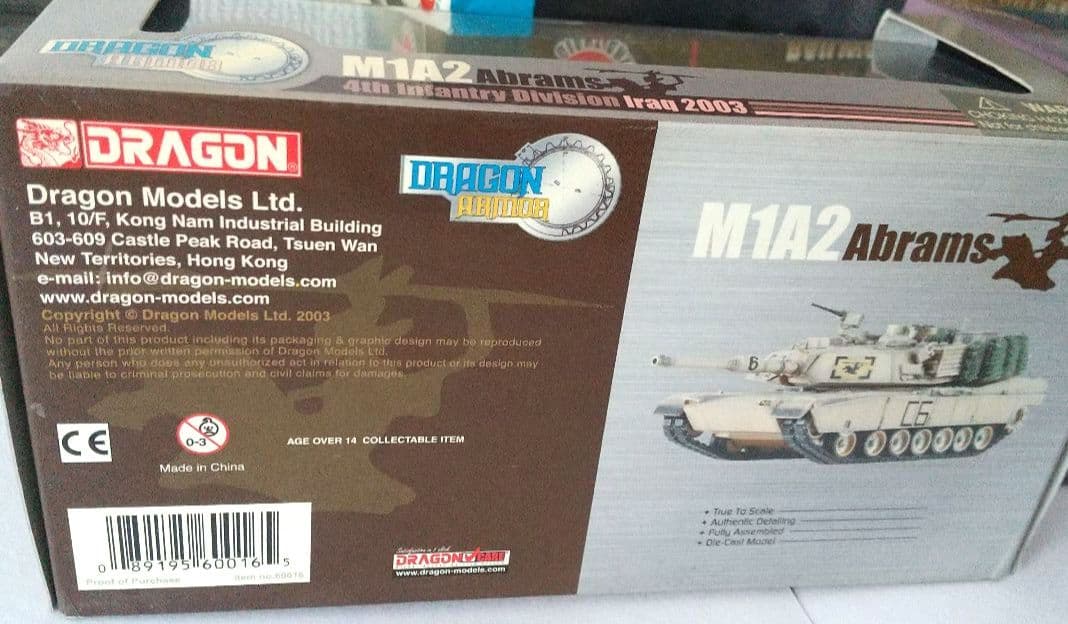 DRAGON
M1A2 Abrams
4th Infantry Division Iraq 2003
DRAGON
Dragon Models Ltd.
B1, 10/F, Kong Nam Industrial Building
603-609 Castle Peak Road, Tsuen Wan
New Territories, Hong Kong
e-mail: info@dragon-models.com
www.dragon-models.com
Copyright © Dragon Models Ltd. 2003
All Rights Reserved.
No part of this product including its packaging & graphic design may be reproduced
without the prior written permission of Dragon Models Ltd.
Any person who does any unauthorized act in relation to this product or its design may
be liable to criminal prosecution and civil claims for damages.
CE
0-3
Made in China
AGE OVER 14 COLLECTABLE ITEM
0 89195 60016 5
Proof of Purchase
Item no.60016
DRAGON CARE
www.dragon-models.com
DRAGON
ARMOR
M1A2 Abrams
C6
• True To Scale
• Authentic Detailing
• Fully Assembled
• Die-Cast Model